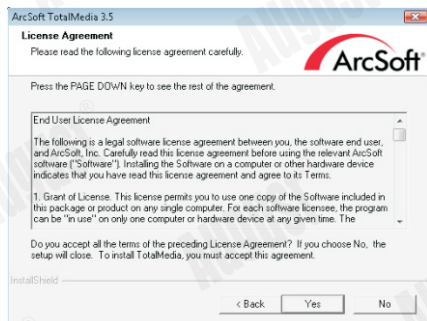 ArcSoft TotalMedia 3.5
License Agreement
Please read the following license agreement carefully.
ArcSoft®
Press the PAGE DOWN key to see the rest of the agreement.
End User License Agreement
The following is a legal software license agreement between you, the software end user,
and ArcSoft, Inc. Carefully read this license agreement before using the relevant ArcSoft
software ("Software"). Installing the Software on a computer or other hardware device
indicates that you have read this license agreement and agree to its Terms.
1. Grant of License. This license permits you to use one copy of the Software included in
this package or product on any single computer. For each software licensee, the program
can be "in use" on only one computer or hardware device at any given time. The
Do you accept all the terms of the preceding License Agreement? If you choose No, the
setup will close. To install TotalMedia, you must accept this agreement.
InstallShield
< Back
Yes
No